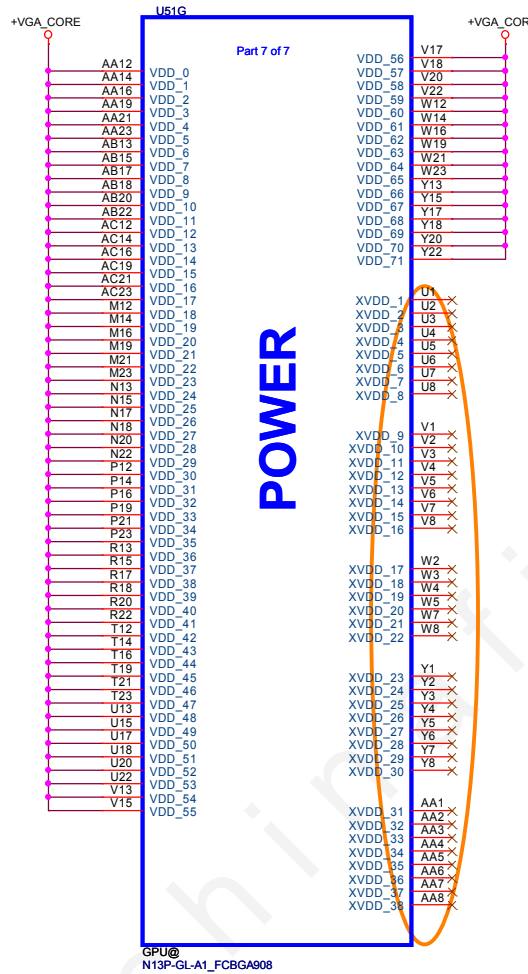 U51G
+VGA_CORE
+VGA_COR
Part 7 of 7
AA12 VDD_0
AA14 VDD_1
AA16 VDD_2
AA19 VDD_3
AA21 VDD_4
AA23 VDD_5
AB13 VDD_6
AB15 VDD_7
AB17 VDD_8
AB18 VDD_9
AB20 VDD_10
AB22 VDD_11
AC12 VDD_12
AC14 VDD_13
AC16 VDD_14
AC19 VDD_15
AC21 VDD_16
AC23 VDD_17
M12 VDD_18
M14 VDD_19
M16 VDD_20
M19 VDD_21
M21 VDD_22
M23 VDD_23
N13 VDD_24
N15 VDD_25
N17 VDD_26
N18 VDD_27
N20 VDD_28
N22 VDD_29
P12 VDD_30
P14 VDD_31
P16 VDD_32
P19 VDD_33
P21 VDD_34
P23 VDD_35
R13 VDD_36
R15 VDD_37
R17 VDD_38
R18 VDD_39
R20 VDD_40
R22 VDD_41
T12 VDD_42
T14 VDD_43
T16 VDD_44
T19 VDD_45
T21 VDD_46
T23 VDD_47
U13 VDD_48
U15 VDD_49
U17 VDD_50
U18 VDD_51
U20 VDD_52
U22 VDD_53
V13 VDD_54
V15 VDD_55
POWER
VDD_56 V17
VDD_57 V18
VDD_58 V20
VDD_59 V22
VDD_60 W12
VDD_61 W14
VDD_62 W16
VDD_63 W19
VDD_64 W21
VDD_65 W23
VDD_66 Y13
VDD_67 Y15
VDD_68 Y17
VDD_69 Y18
VDD_70 Y20
VDD_71 Y22
XVDD_1 U1
XVDD_2 U2
XVDD_3 U3
XVDD_4 U4
XVDD_5 U5
XVDD_6 U6
XVDD_7 U7
XVDD_8 U8
XVDD_9 V1
XVDD_10 V2
XVDD_11 V3
XVDD_12 V4
XVDD_13 V5
XVDD_14 V6
XVDD_15 V7
XVDD_16 V8
XVDD_17 W2
XVDD_18 W3
XVDD_19 W4
XVDD_20 W5
XVDD_21 W7
XVDD_22 W8
XVDD_23 Y1
XVDD_24 Y2
XVDD_25 Y3
XVDD_26 Y4
XVDD_27 Y5
XVDD_28 Y6
XVDD_29 Y7
XVDD_30 Y8
XVDD_31 AA1
XVDD_32 AA2
XVDD_33 AA3
XVDD_34 AA4
XVDD_35 AA5
XVDD_36 AA6
XVDD_37 AA7
XVDD_38 AA8
GPU@
N13P-GL-A1_FCBGA908